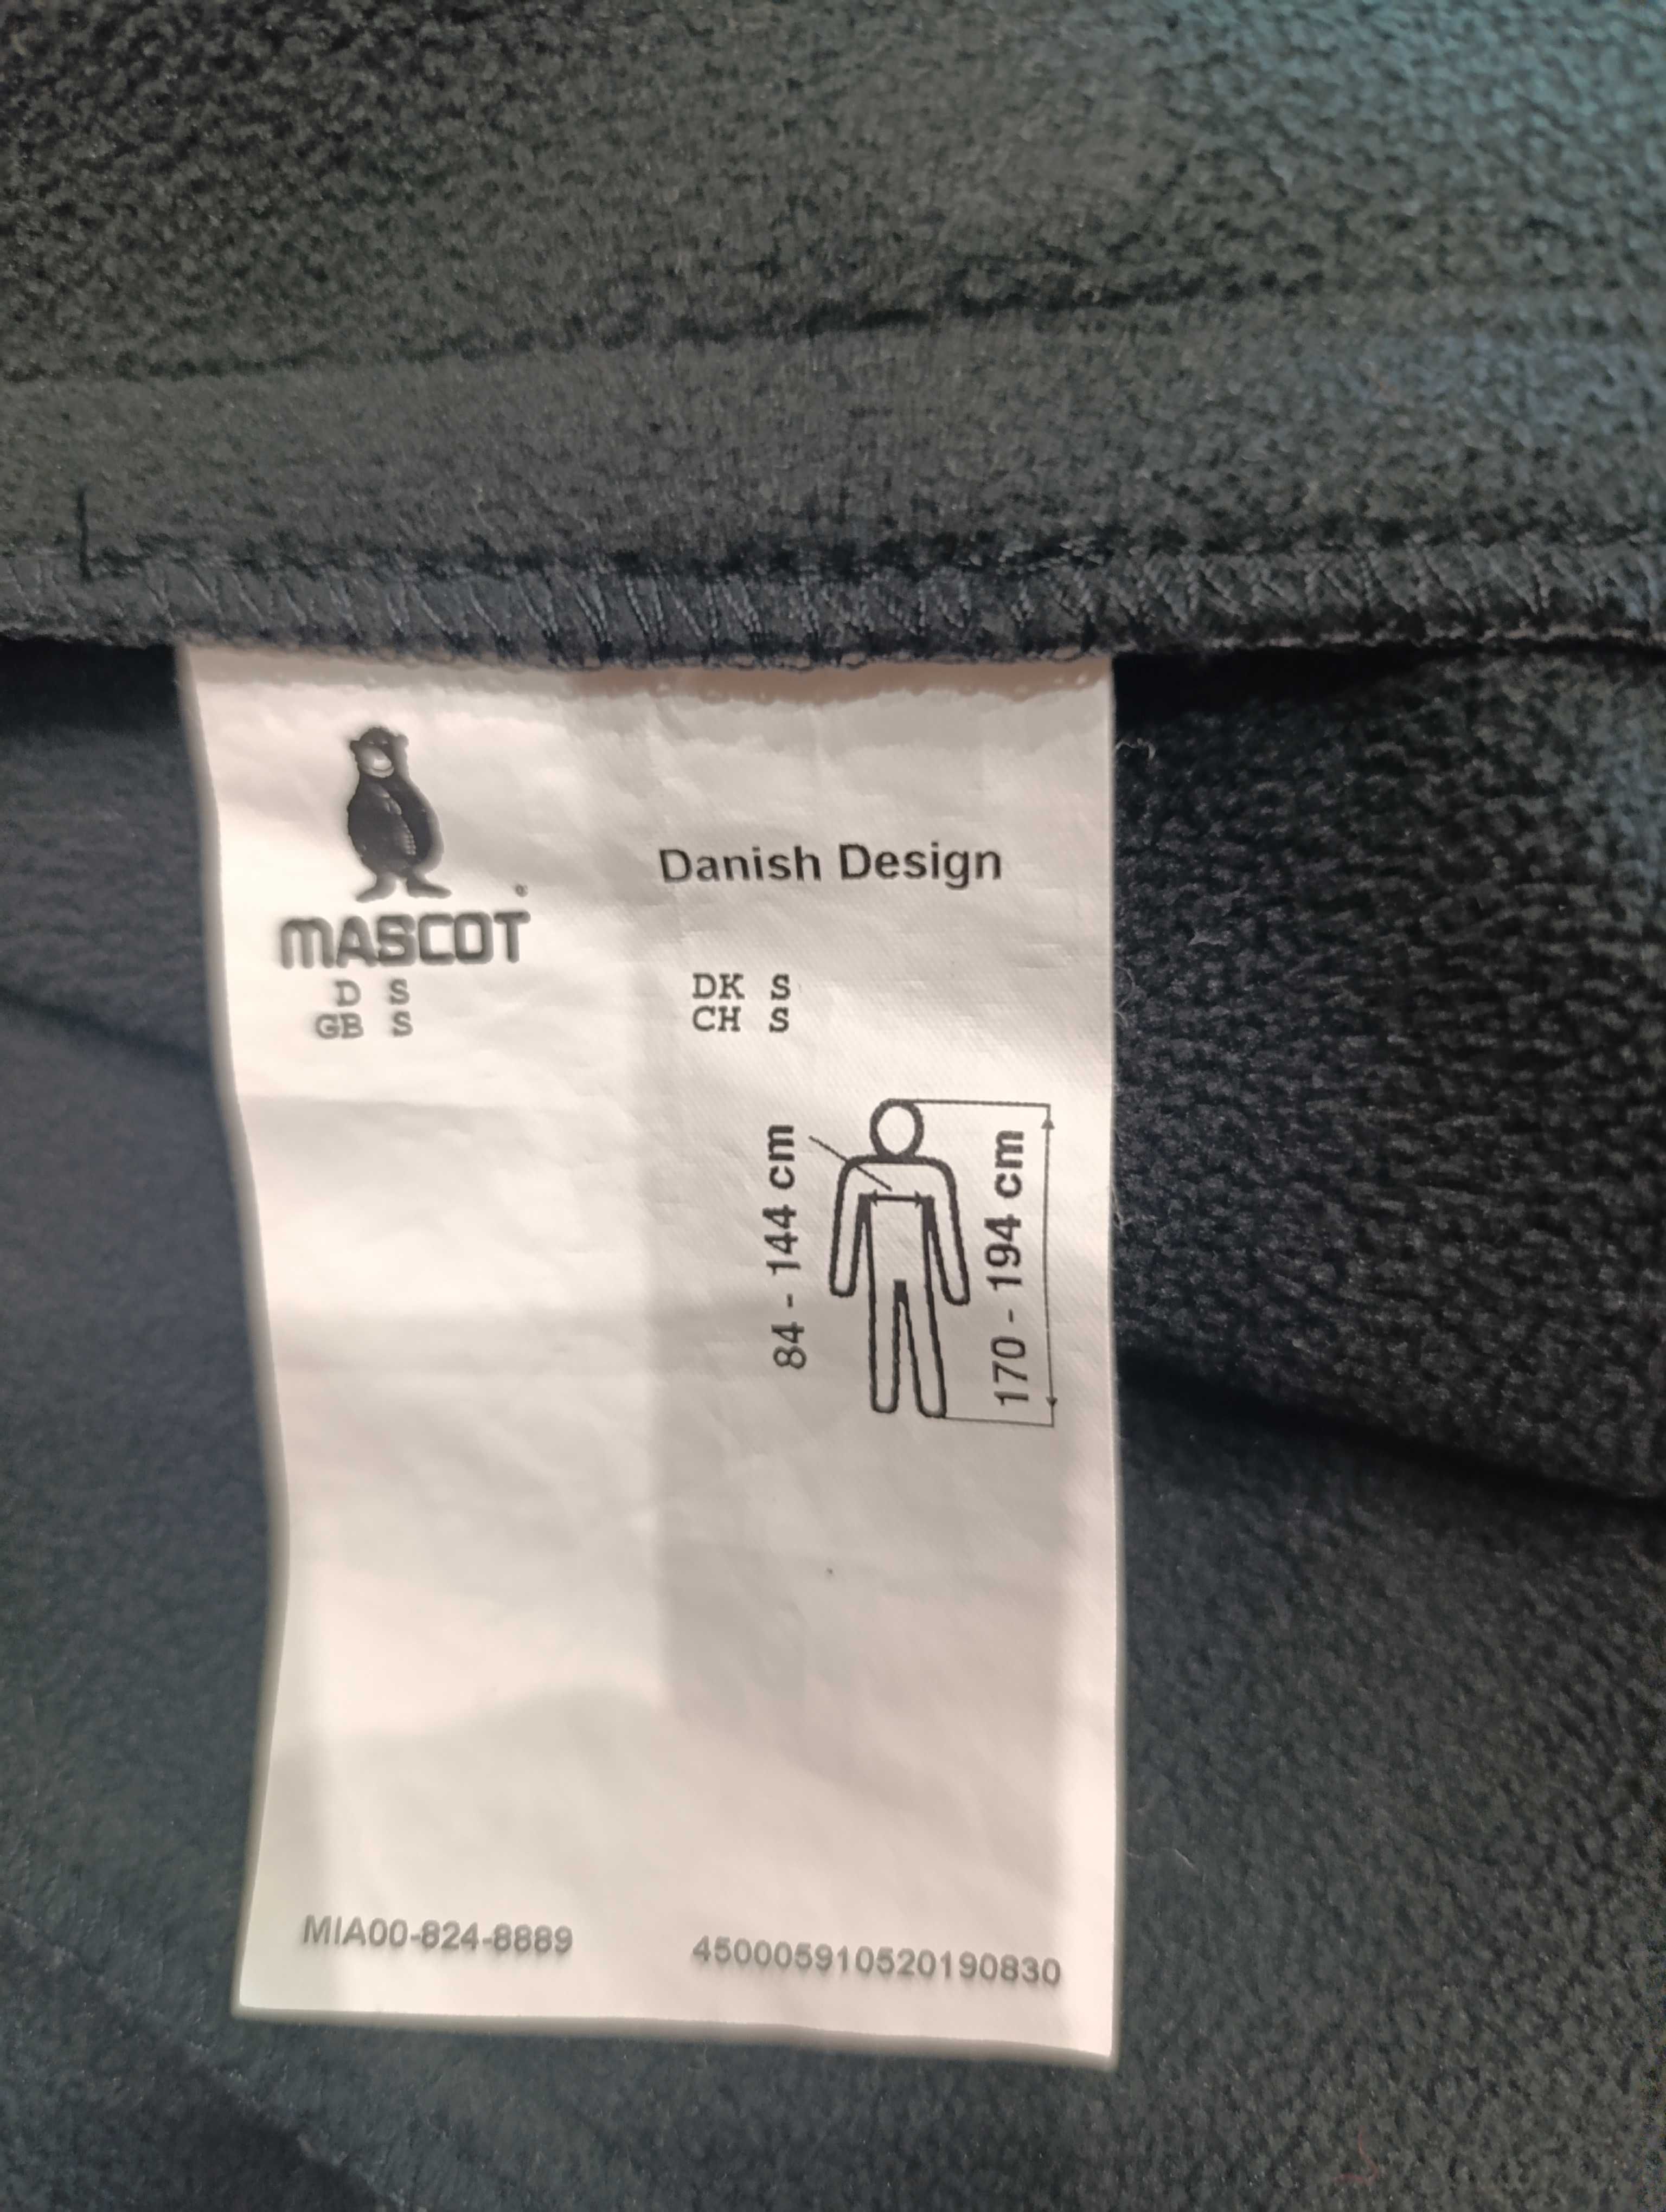 Danish Design
®
MASCOT
D S
GB S
DK S
CH S
84 - 144 cm
170 - 194 cm
MIA00-824-8889
450005910520190830